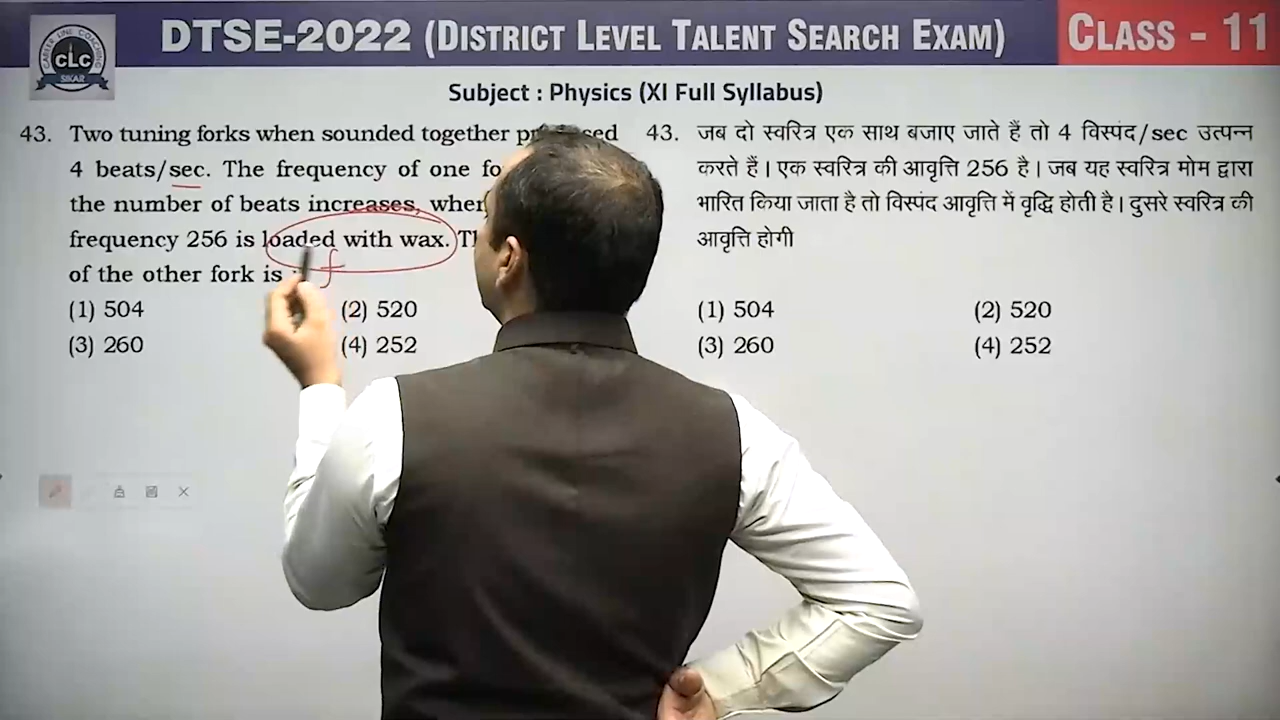 CLC
SIKAR
DTSE-2022 (DISTRICT LEVEL TALENT SEARCH EXAM)
CLASS - 11
Subject : Physics (XI Full Syllabus)
43. Two tuning forks when sounded together
4 beats/sec. The frequency of one
the number of beats increases,
frequency 256 is loaded with wax.
of the other fork is
f
(1) 504 (2) 520
(3) 260 (4) 252
43. जब दो स्वरित्र एक साथ बजाए जाते हैं तो 4 विस्पंद/sec उत्पन्न
करते हैं। एक स्वरित्र की आवृत्ति 256 है। जब यह स्वरित्र मोम द्वारा
भारित किया जाता है तो विस्पंद आवृत्ति में वृद्धि होती है। दुसरे स्वरित्र की
आवृत्ति होगी
(1) 504 (2) 520
(3) 260 (4) 252